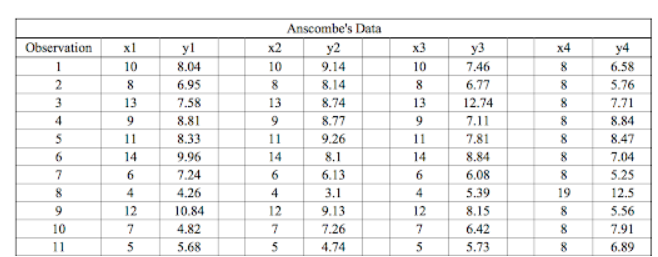 Anscombe's Data
Observation x1 y1 x2 y2 x3 y3 x4 y4
1 10 8.04 10 9.14 10 7.46 8 6.58
2 8 6.95 8 8.14 8 6.77 8 5.76
3 13 7.58 13 8.74 13 12.74 8 7.71
4 9 8.81 9 8.77 9 7.11 8 8.84
5 11 8.33 11 9.26 11 7.81 8 8.47
6 14 9.96 14 8.1 14 8.84 8 7.04
7 6 7.24 6 6.13 6 6.08 8 5.25
8 4 4.26 4 3.1 4 5.39 19 12.5
9 12 10.84 12 9.13 12 8.15 8 5.56
10 7 4.82 7 7.26 7 6.42 8 7.91
11 5 5.68 5 4.74 5 5.73 8 6.89